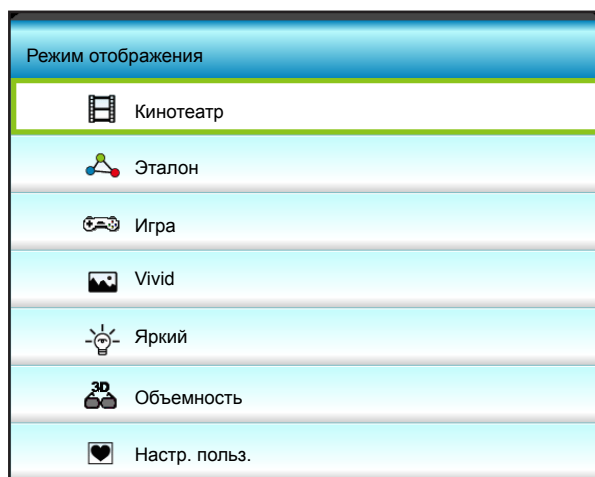 Режим отображения
Кинотеатр
Эталон
Игра
Vivid
Яркий
3D
Объемность
Настр. польз.